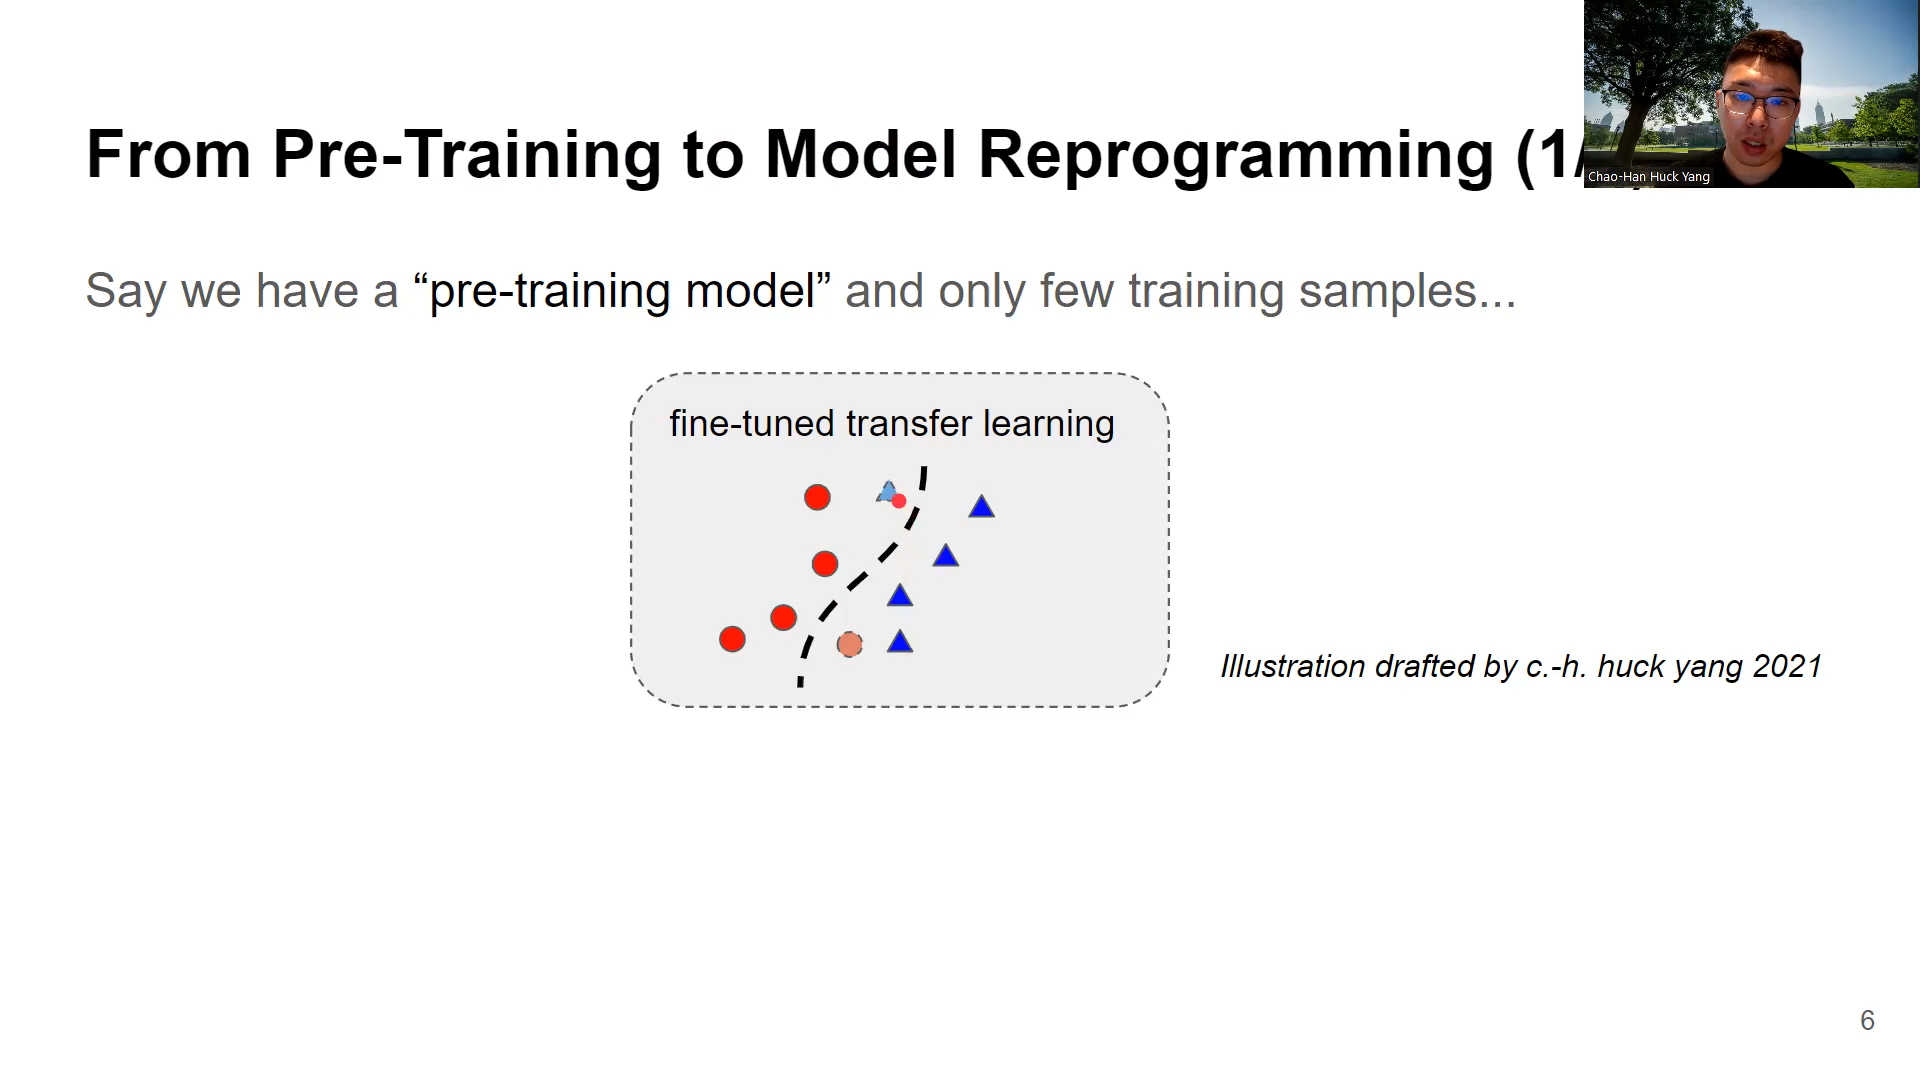 From Pre-Training to Model Reprogramming (1/
Chao-Han Huck Yang
Say we have a “pre-training model” and only few training samples...
fine-tuned transfer learning
Illustration drafted by c.-h. huck yang 2021
6